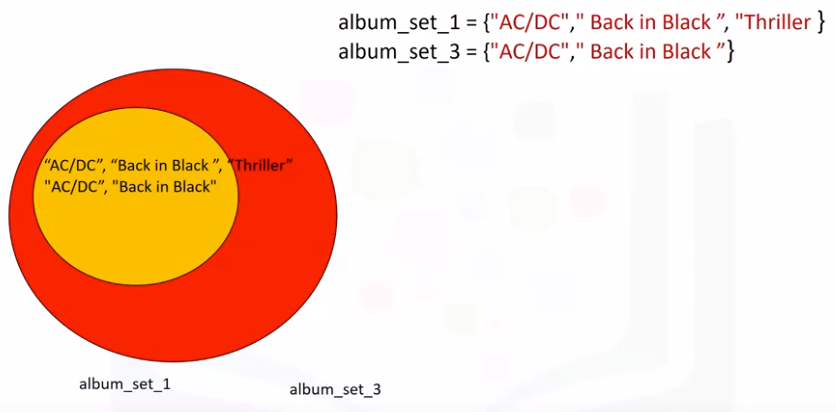 album_set_1 = {"AC/DC"," Back in Black ”, "Thriller }
album_set_3 = {"AC/DC"," Back in Black ”}
“AC/DC”, “Back in Black ”, “Thriller”
"AC/DC”, "Back in Black"
album_set_1
album_set_3